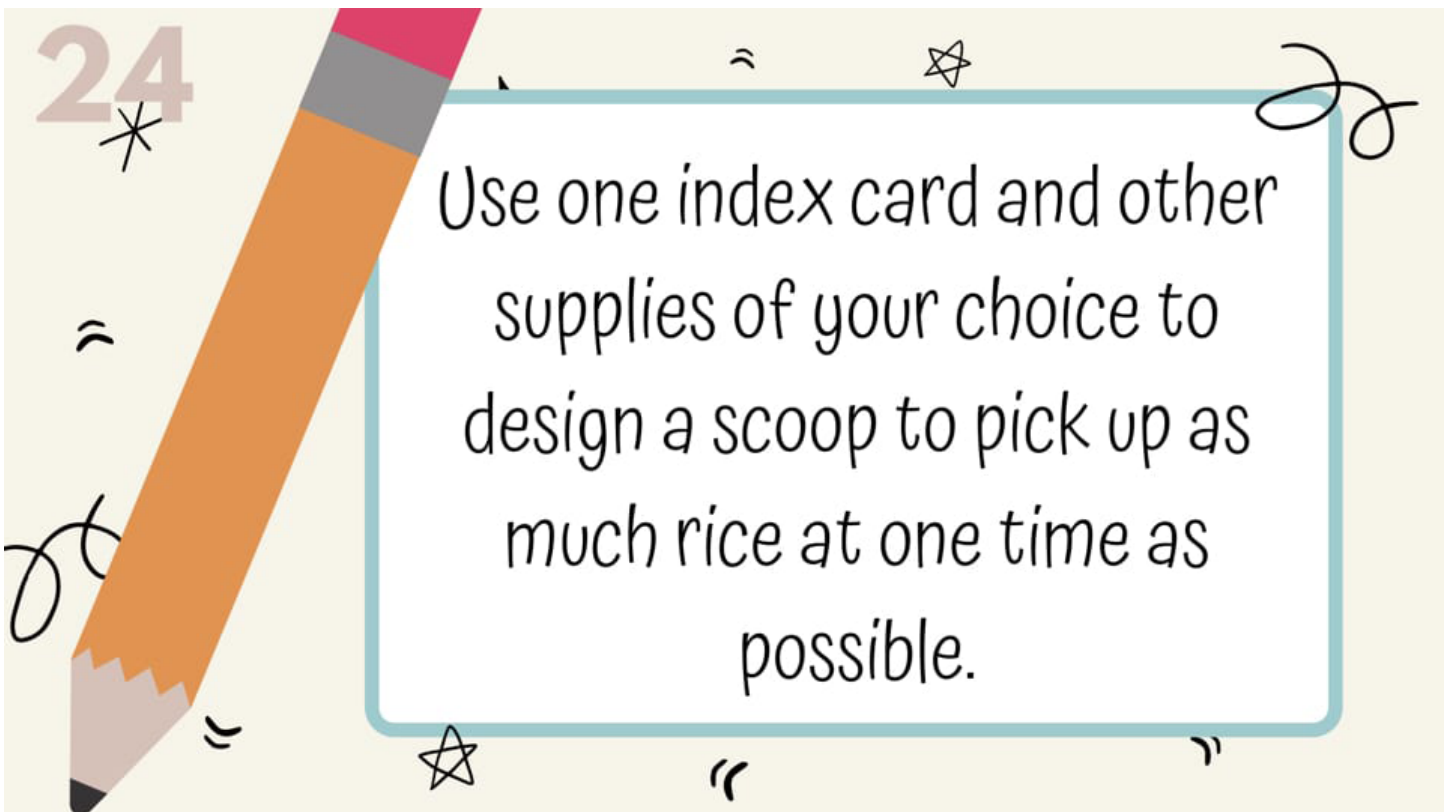 24
Use one index card and other
supplies of your choice to
design a scoop to pick up as
much rice at one time as
possible.